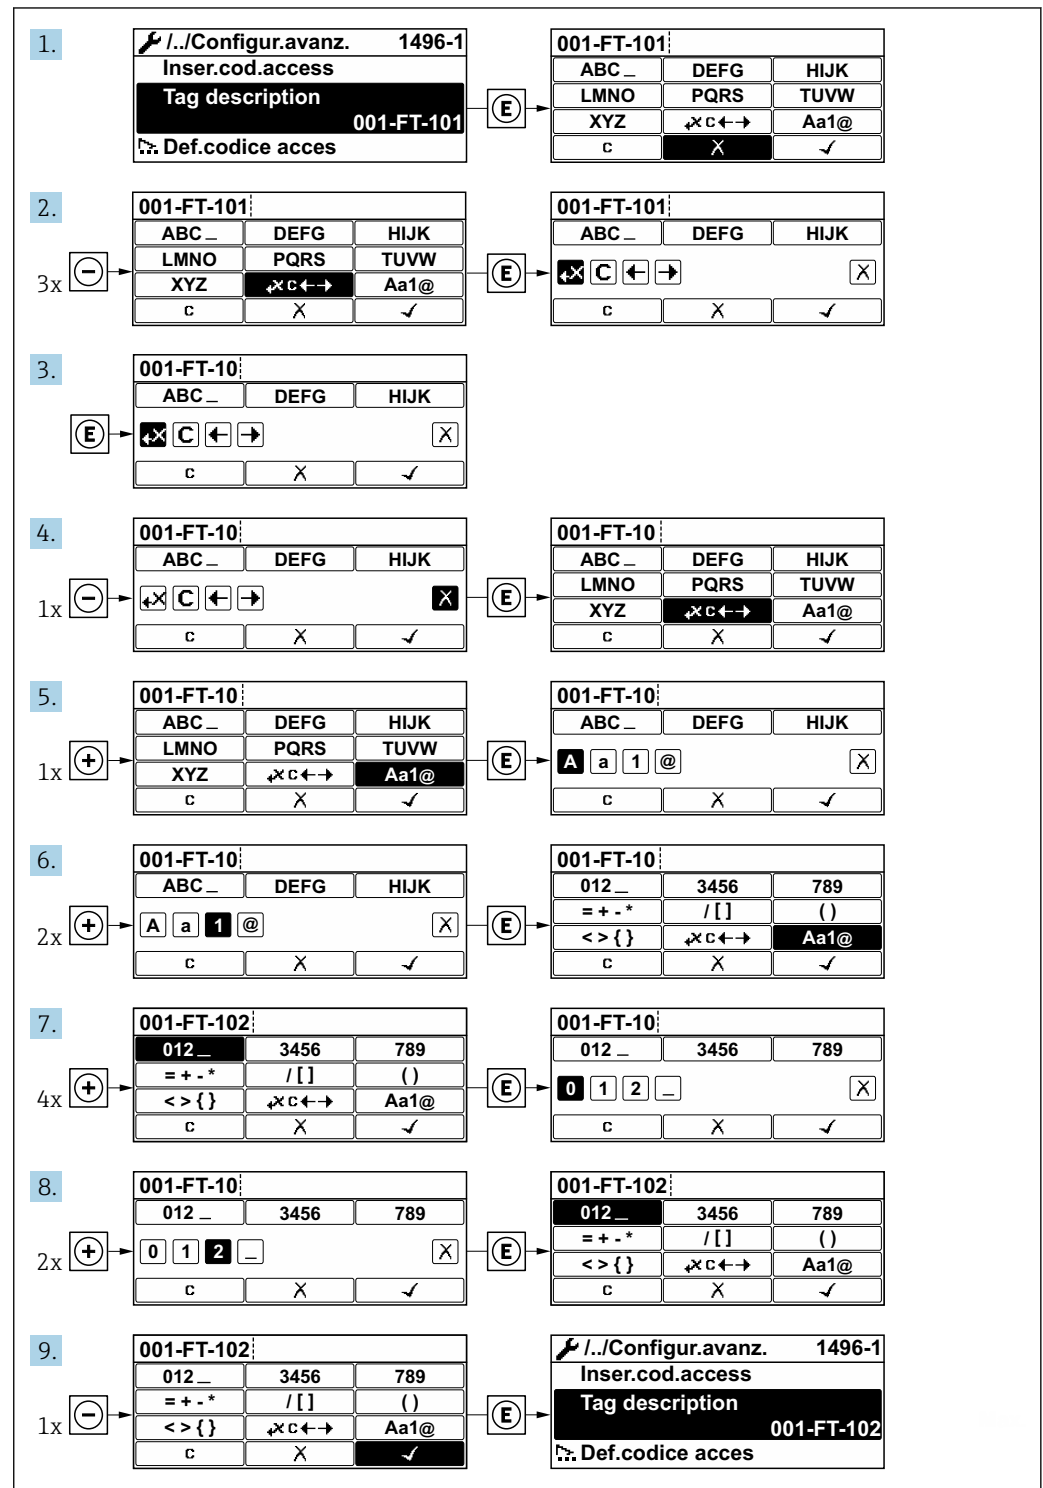 1.
/../Configur.avanz. 1496-1
Inser.cod.access
Tag description
001-FT-101
Def.codice acces
E
001-FT-101
ABC_ DEFG HIJK
LMNO PQRS TUVW
XYZ C←→ Aa1@
C X ✓
2.
3x −
001-FT-101
ABC_ DEFG HIJK
LMNO PQRS TUVW
XYZ C←→ Aa1@
C X ✓
E
001-FT-101
ABC_ DEFG HIJK
C ← → X
C X ✓
3.
E
001-FT-10
ABC_ DEFG HIJK
C ← → X
C X ✓
4.
1x −
001-FT-10
ABC_ DEFG HIJK
C ← → X
C X ✓
E
001-FT-10
ABC_ DEFG HIJK
LMNO PQRS TUVW
XYZ C←→ Aa1@
C X ✓
5.
1x +
001-FT-10
ABC_ DEFG HIJK
LMNO PQRS TUVW
XYZ C←→ Aa1@
C X ✓
E
001-FT-10
ABC_ DEFG HIJK
A a 1 @ X
C X ✓
6.
2x +
001-FT-10
ABC_ DEFG HIJK
A a 1 @ X
C X ✓
E
001-FT-10
012_ 3456 789
=+-* /[] ()
<>{} C←→ Aa1@
C X ✓
7.
4x +
001-FT-102
012_ 3456 789
=+-* /[] ()
<>{} C←→ Aa1@
C X ✓
E
001-FT-10
012_ 3456 789
0 1 2 _ X
C X ✓
8.
2x +
001-FT-10
012_ 3456 789
0 1 2 _ X
C X ✓
E
001-FT-102
012_ 3456 789
=+-* /[] ()
<>{} C←→ Aa1@
C X ✓
9.
1x −
001-FT-102
012_ 3456 789
=+-* /[] ()
<>{} C←→ Aa1@
C X ✓
E
/../Configur.avanz. 1496-1
Inser.cod.access
Tag description
001-FT-102
Def.codice acces